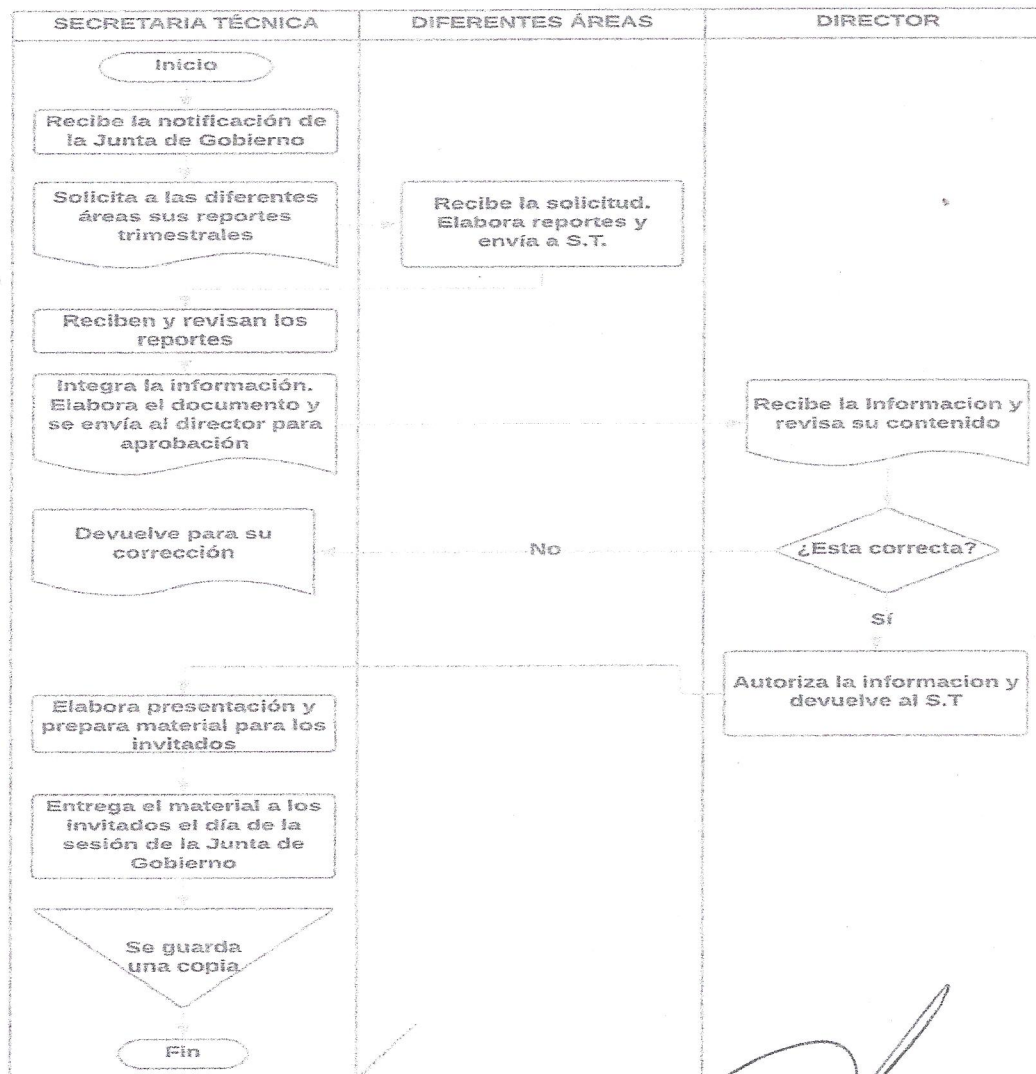 SECRETARIA TÉCNICA
DIFERENTES ÁREAS
DIRECTOR
Inicio
Recibe la notificación de
la Junta de Gobierno
Solicita a las diferentes
áreas sus reportes
trimestrales
Recibe la solicitud.
Elabora reportes y
envía a S.T.
Reciben y revisan los
reportes
Integra la información.
Elabora el documento y
se envía al director para
aprobación
Recibe la Informacion y
revisa su contenido
Devuelve para su
corrección
No
¿Esta correcta?
Sí
Autoriza la informacion y
devuelve al S.T
Elabora presentación y
prepara material para los
invitados
Entrega el material a los
invitados el día de la
sesión de la Junta de
Gobierno
Se guarda
una copia
Fin